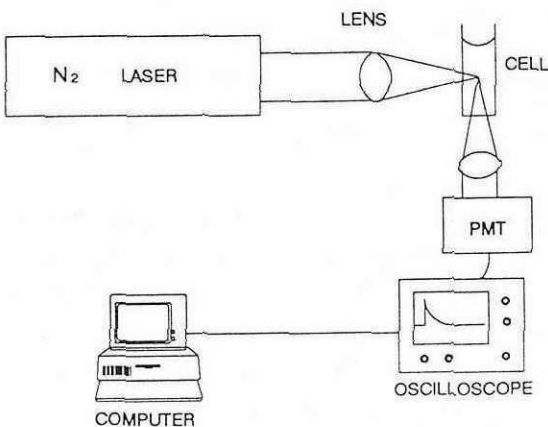 LENS
N₂ LASER
CELL
PMT
OSCILLOSCOPE
COMPUTER